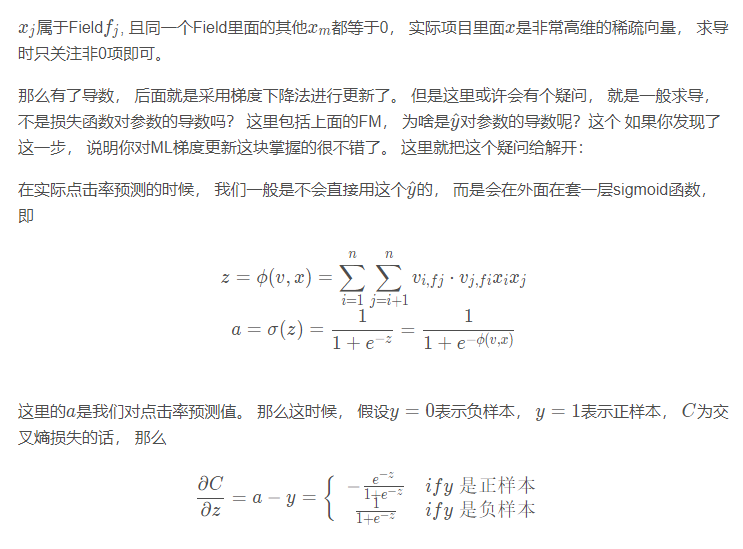 $x_j$属于Field$f_j$, 且同一个Field里面的其他$x_m$都等于0， 实际项目里面$x$是非常高维的稀疏向量， 求导
时只关注非0项即可。
那么有了导数， 后面就是采用梯度下降法进行更新了。 但是这里或许会有个疑问， 就是一般求导，
不是损失函数对参数的导数吗？ 这里包括上面的FM， 为啥是$\hat{y}$对参数的导数呢？这个 如果你发现了
这一步， 说明你对ML梯度更新这块掌握的很不错了。 这里就把这个疑问给解开：
在实际点击率预测的时候， 我们一般是不会直接用这个$\hat{y}$的， 而是会在外面在套一层sigmoid函数，
即
$z = \phi(v, x) = \sum_{i=1}^{n} \sum_{j=i+1}^{n} v_{i,fj} \cdot v_{j,fi} x_i x_j$
$a = \sigma(z) = \frac{1}{1+e^{-z}} = \frac{1}{1+e^{-\phi(v,x)}}$
这里的$a$是我们对点击率预测值。 那么这时候， 假设$y = 0$表示负样本， $y = 1$表示正样本， $C$为交
叉熵损失的话， 那么
$\frac{\partial C}{\partial z} = a - y = \begin{cases} -\frac{e^{-z}}{1+e^{-z}} & if y 是正样本 \\ \frac{1}{1+e^{-z}} & if y 是负样本 \end{cases}$